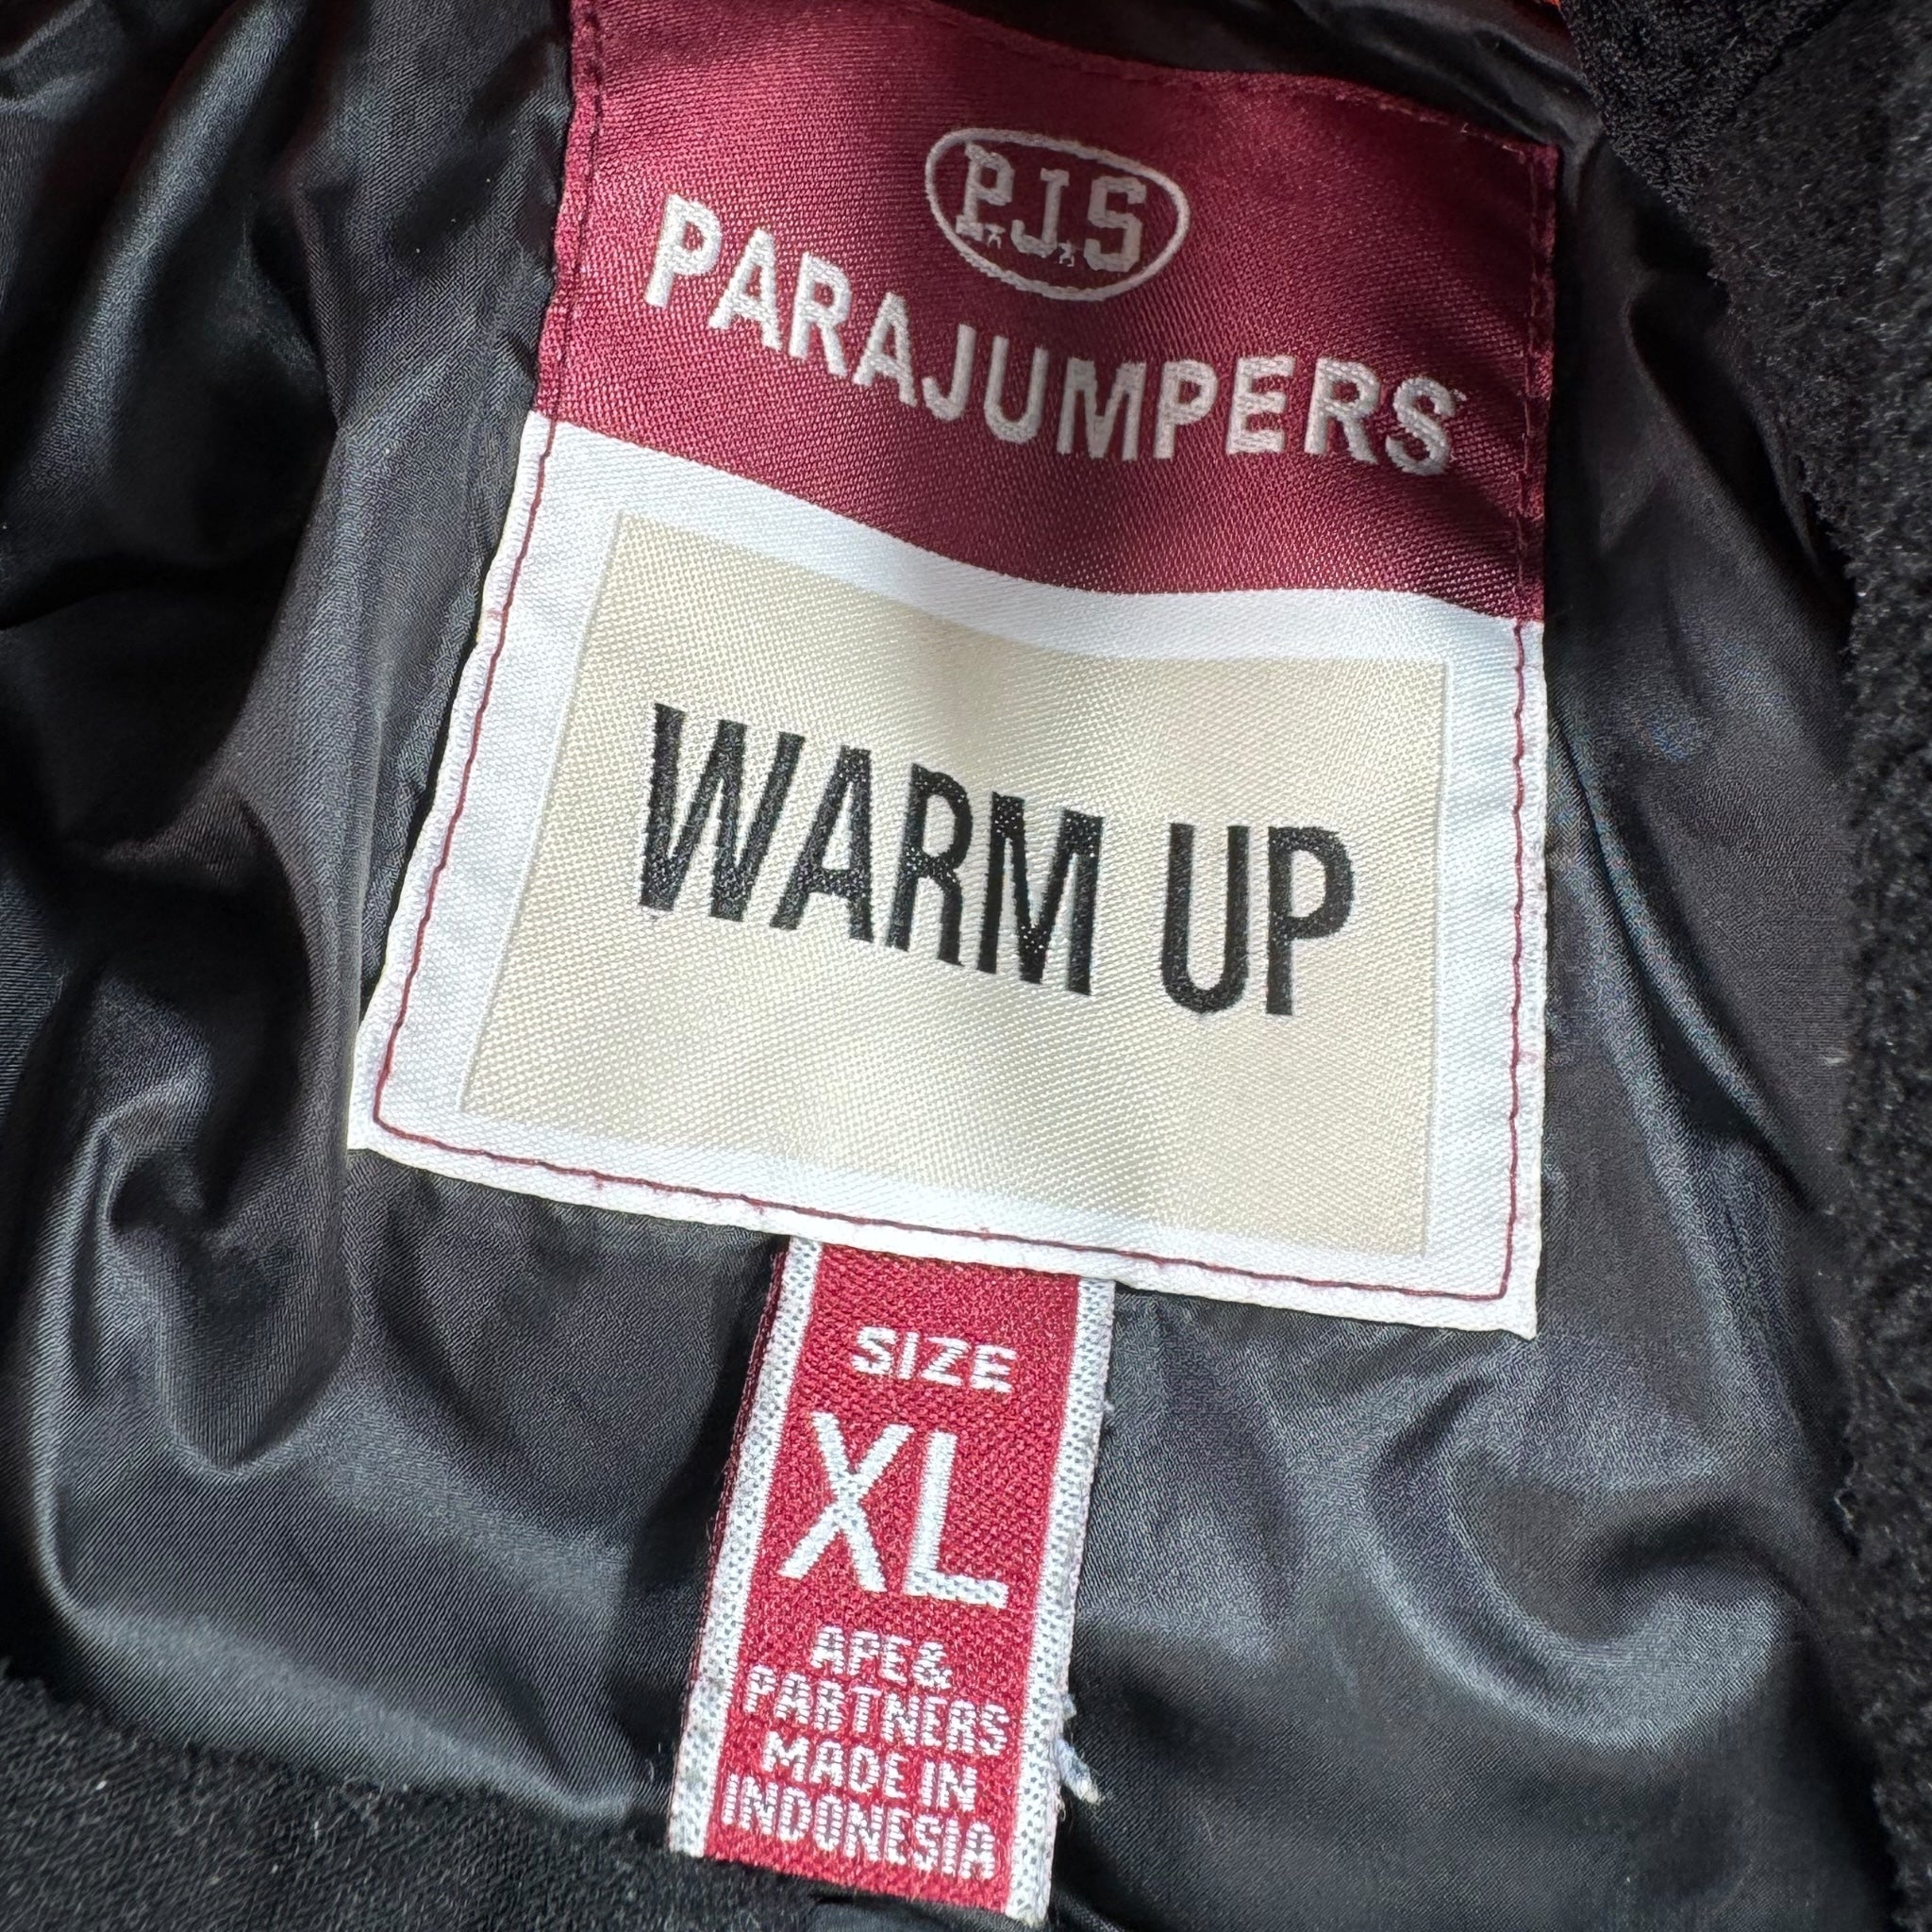 P.J.S
PARAJUMPERS
WARM UP
SIZE
XL
APE&
PARTNERS
MADE IN
INDONESIA